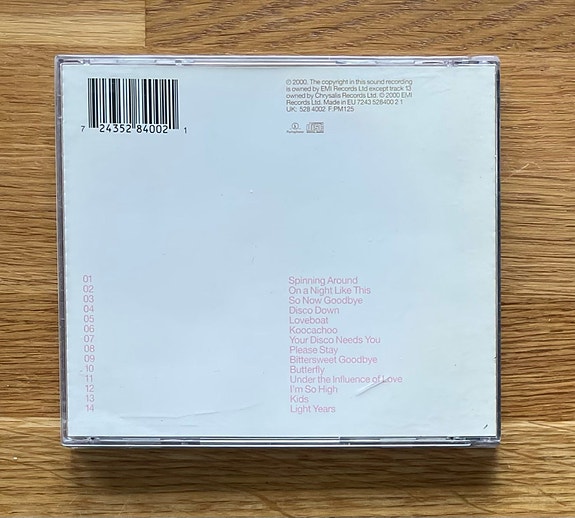 ℗ 2000. The copyright in this sound recording
is owned by EMI Records Ltd except track 13
owned by Chrysalis Records Ltd. © 2000 EMI
Records Ltd. Made in EU 7243 528400 2 1
UK: 528 4002 F:PM125
7 24352 84002 1
Parlophone
01 Spinning Around
02 On a Night Like This
03 So Now Goodbye
04 Disco Down
05 Loveboat
06 Koocachoo
07 Your Disco Needs You
08 Please Stay
09 Bittersweet Goodbye
10 Butterfly
11 Under the Influence of Love
12 I'm So High
13 Kids
14 Light Years